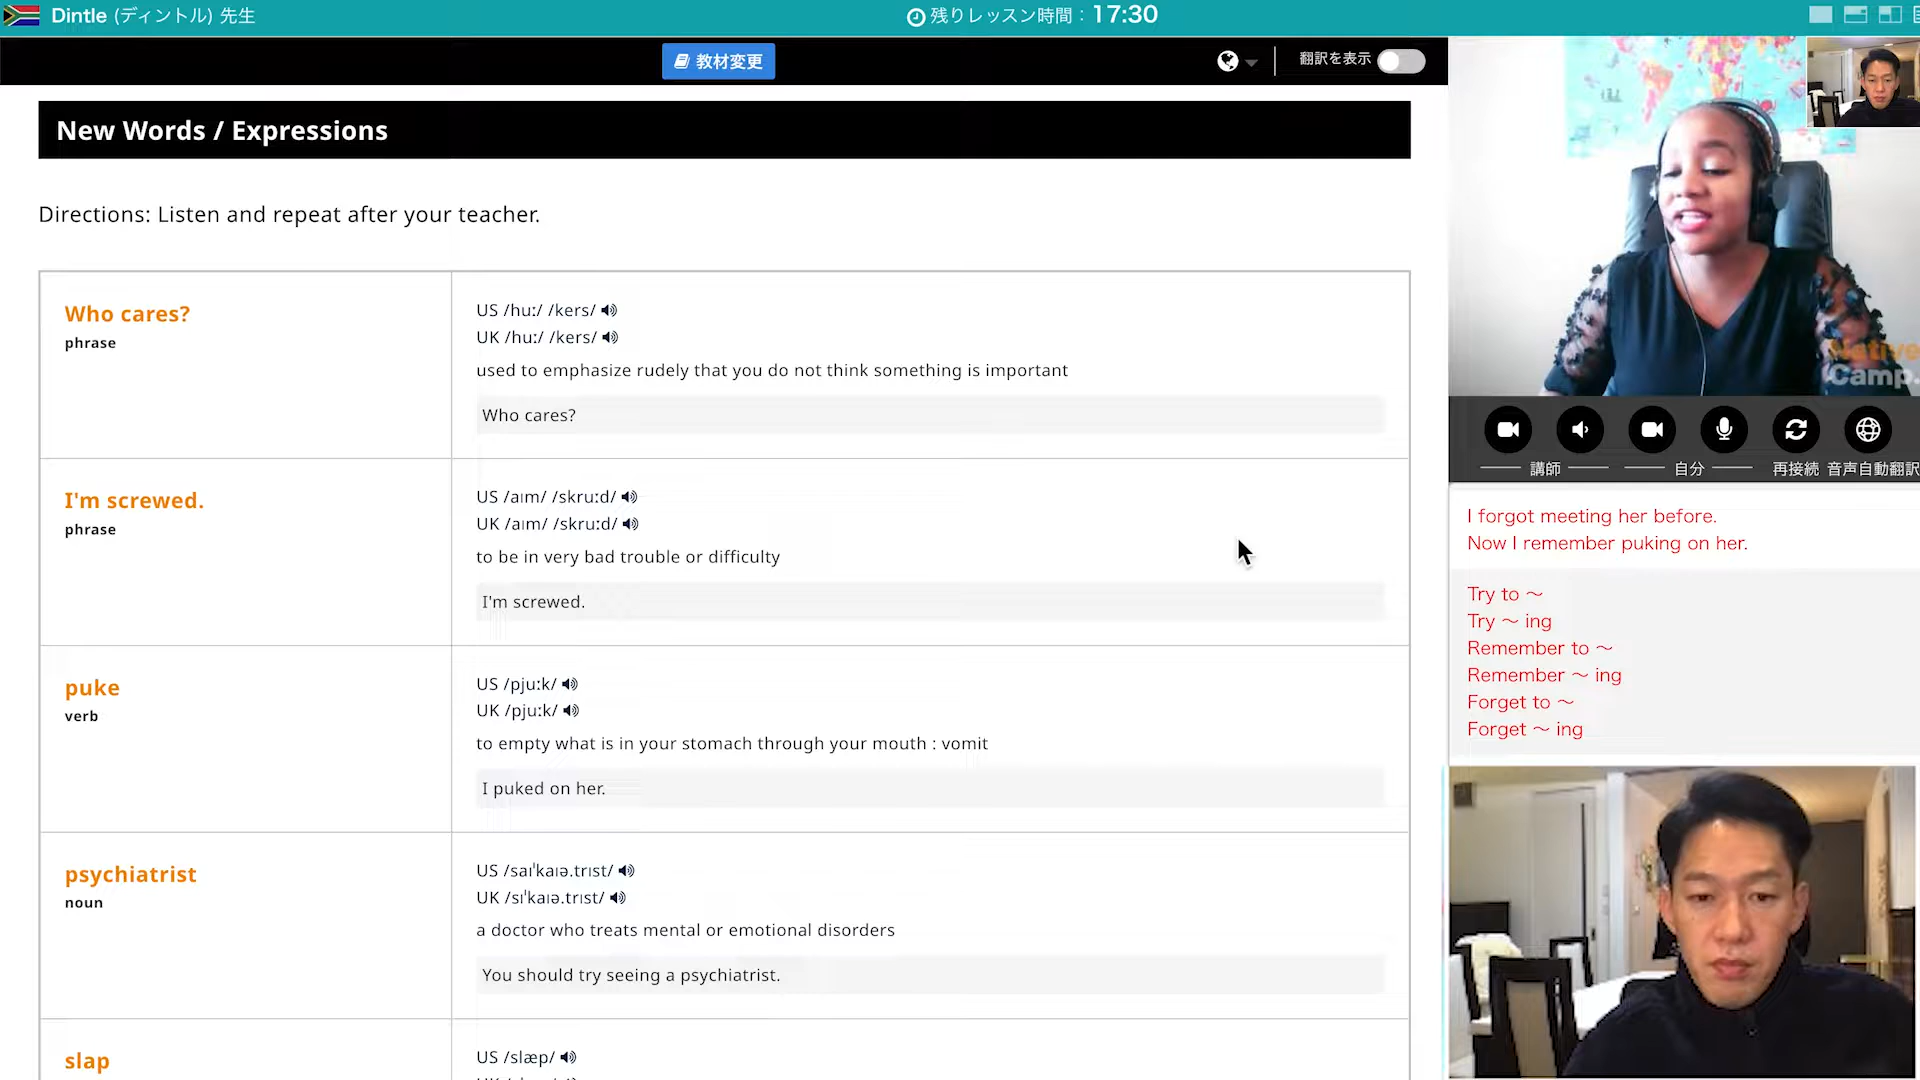 Dintle (ディントル) 先生
残りレッスン時間：17:30
教材変更
翻訳を表示
New Words / Expressions
Directions: Listen and repeat after your teacher.
Who cares?
phrase
US /huː/ /kers/
UK /huː/ /kers/
used to emphasize rudely that you do not think something is important
Who cares?
I'm screwed.
phrase
US /aɪm/ /skruːd/
UK /aɪm/ /skruːd/
to be in very bad trouble or difficulty
I'm screwed.
puke
verb
US /pjuːk/
UK /pjuːk/
to empty what is in your stomach through your mouth : vomit
I puked on her.
psychiatrist
noun
US /saɪˈkaɪə.trɪst/
UK /sɪˈkaɪə.trɪst/
a doctor who treats mental or emotional disorders
You should try seeing a psychiatrist.
slap
US /slæp/
Native
Camp.
講師
自分
再接続
音声自動翻訳
I forgot meeting her before.
Now I remember puking on her.
Try to ～
Try ～ ing
Remember to ～
Remember ～ ing
Forget to ～
Forget ～ ing